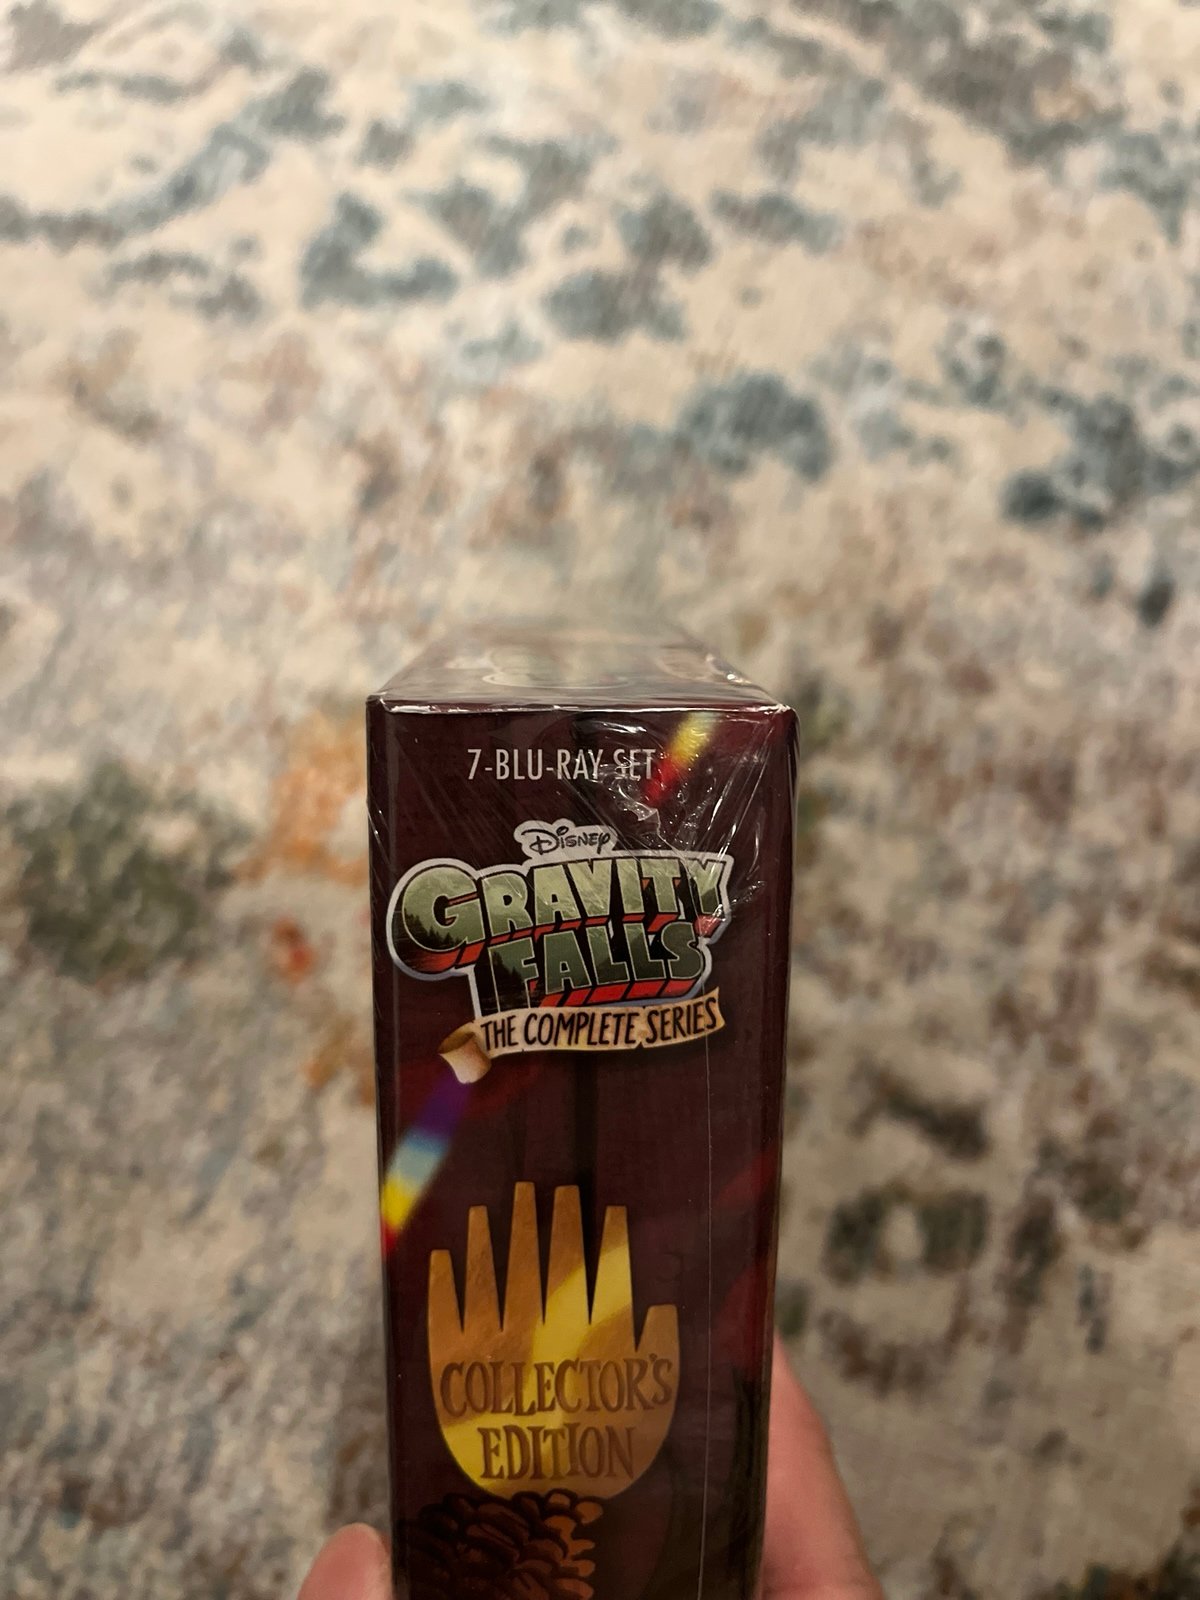 7-BLU-RAY SET
DISNEY
GRAVITY
FALLS
THE COMPLETE SERIES
COLLECTOR'S
EDITION